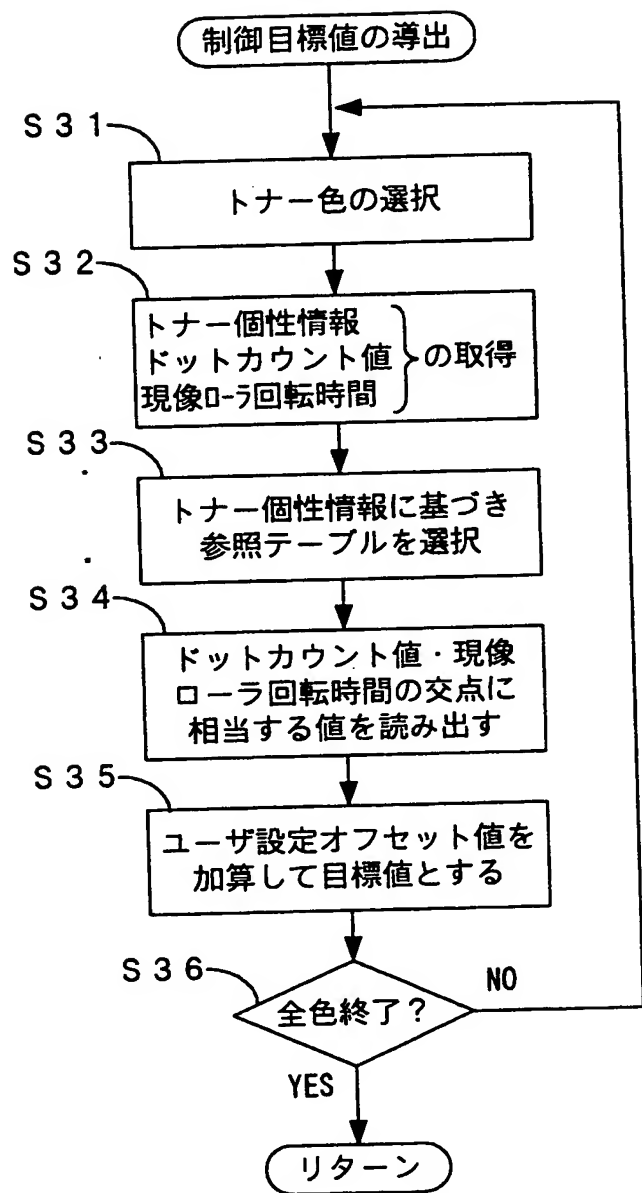 制御目標値の導出
S31
トナー色の選択
S32
トナー個性情報
ドットカウント値
現像ローラ回転時間
の取得
S33
トナー個性情報に基づき
参照テーブルを選択
S34
ドットカウント値・現像
ローラ回転時間の交点に
相当する値を読み出す
S35
ユーザ設定オフセット値を
加算して目標値とする
S36
全色終了?
NO
YES
リターン